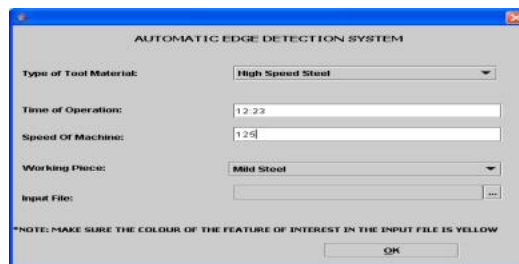 AUTOMATIC EDGE DETECTION SYSTEM
Type of Tool Material: High Speed Steel
Time of Operation: 12:23
Speed Of Machine: 125
Working Piece: Mild Steel
Input File: ...
*NOTE: MAKE SURE THE COLOUR OF THE FEATURE OF INTEREST IN THE INPUT FILE IS YELLOW
OK